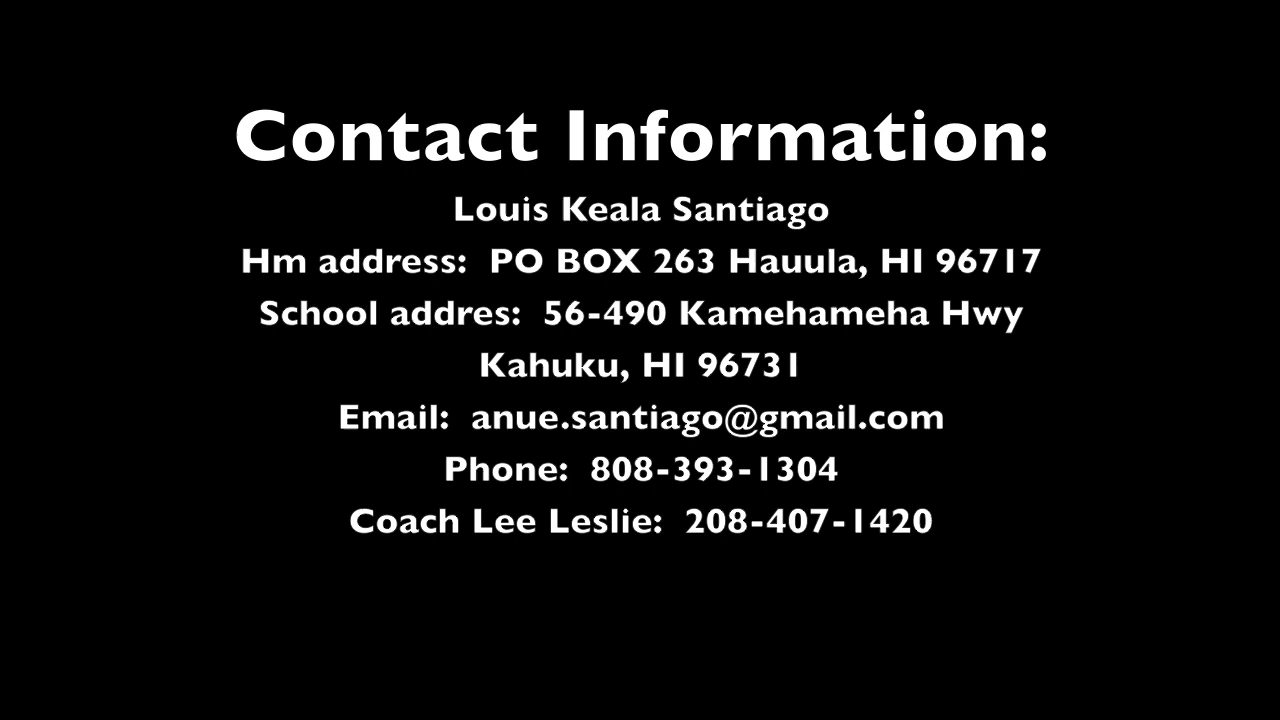 Contact Information:
Louis Keala Santiago
Hm address:  PO BOX 263 Hauula, HI 96717
School addres:  56-490 Kamehameha Hwy
Kahuku, HI 96731
Email:  anue.santiago@gmail.com
Phone:  808-393-1304
Coach Lee Leslie:  208-407-1420